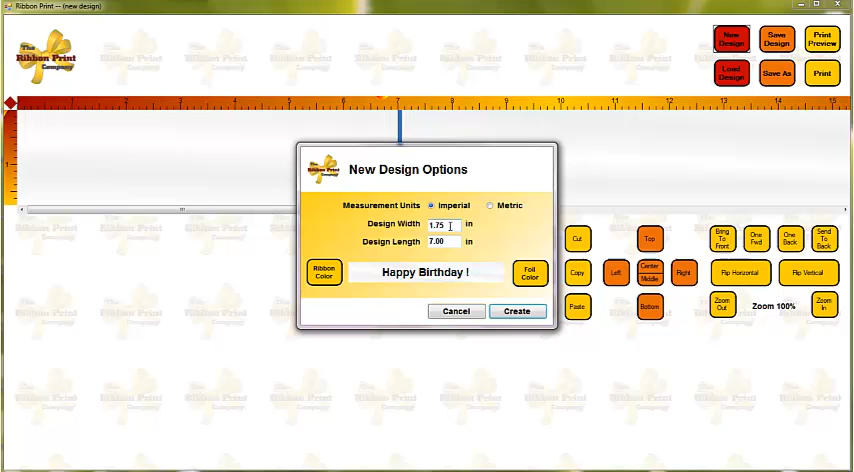 Ribbon Print -- (new design)
The
Ribbon Print
Company
New
Design
Save
Design
Print
Preview
Load
Design
Save As
Print
1 2 3 4 5 6 7 8 9 10 11 12 13 14 15
1
The
Ribbon Print
Company
New Design Options
Measurement Units Imperial Metric
Design Width 1.75 in
Design Length 7.00 in
Ribbon
Color
Happy Birthday !
Foil
Color
Cancel Create
Cut
Copy
Paste
Top
Left
Center
Middle
Right
Bottom
Bring
To
Front
One
Fwd
One
Back
Send
To
Back
Flip Horizontal
Flip Vertical
Zoom
Out
Zoom 100%
Zoom
In